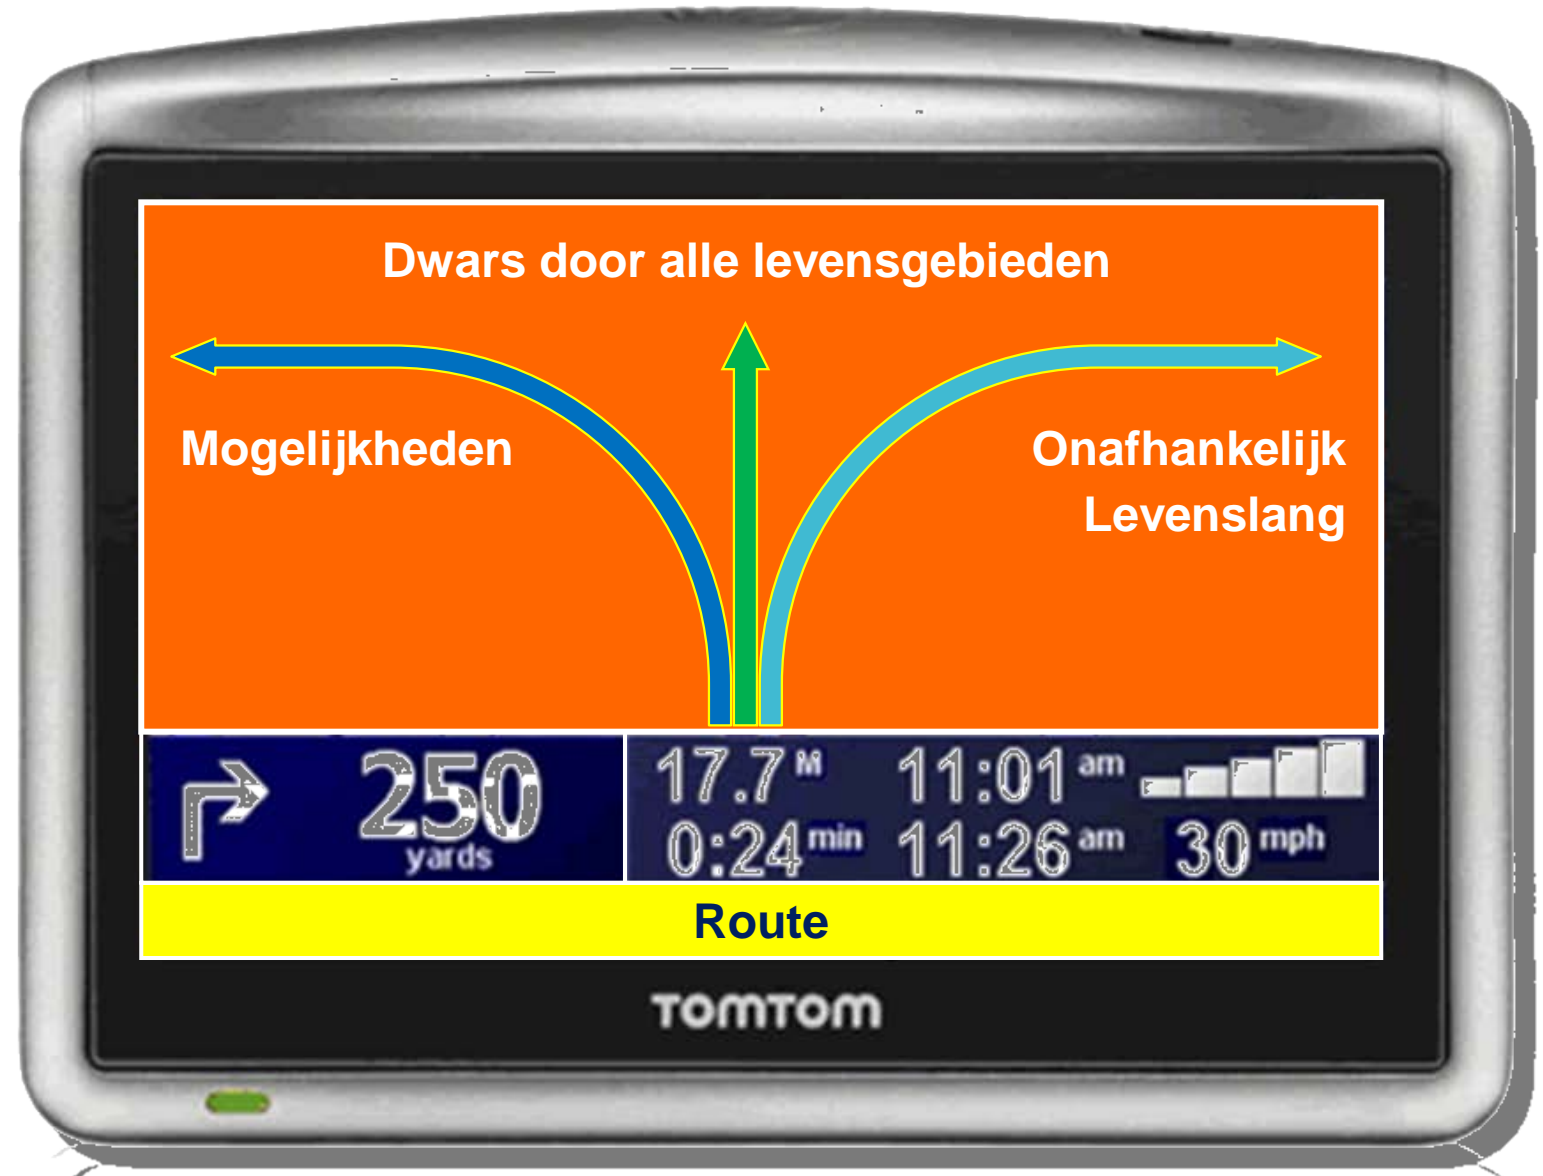 Dwars door alle levensgebieden
Mogelijkheden
Onafhankelijk
Levenslang
250
yards
17.7 M 11:01 am
0:24 min 11:26 am 30 mph
Route
TOMTOM